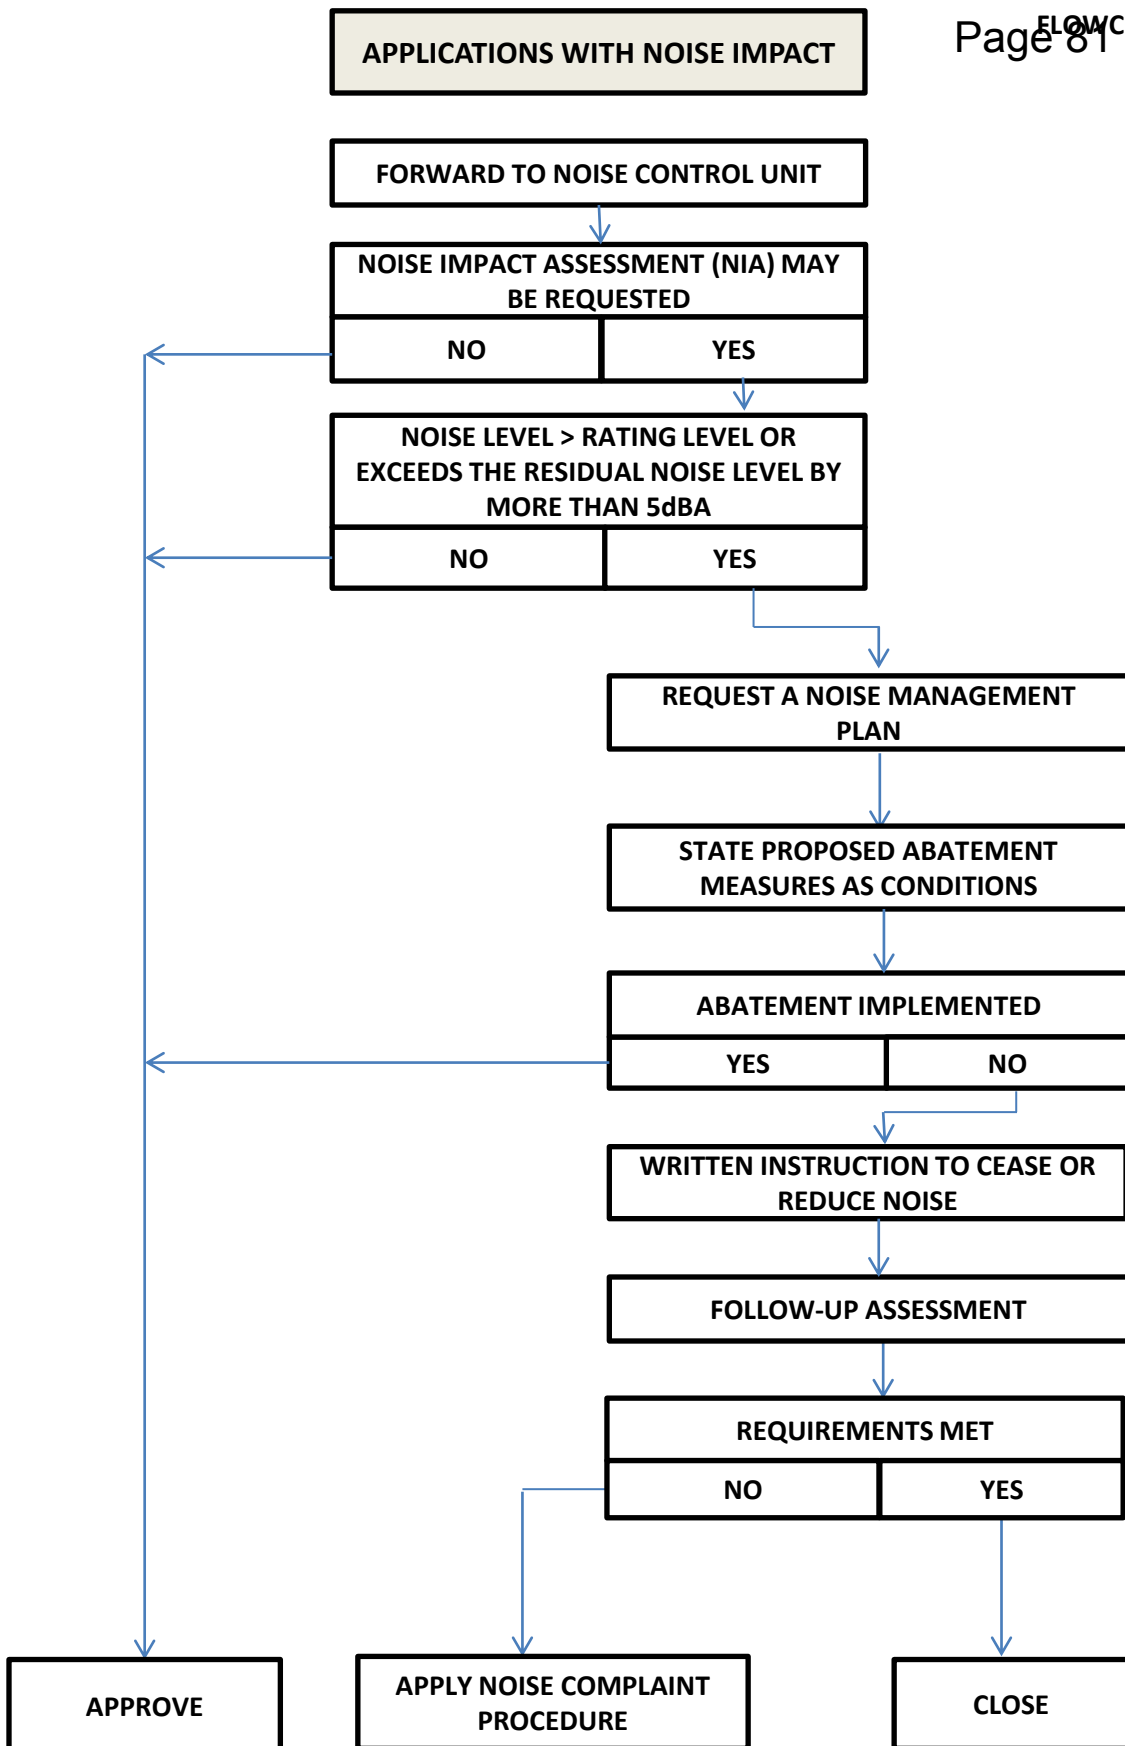 APPLICATIONS WITH NOISE IMPACT
Page 81
FORWARD TO NOISE CONTROL UNIT
NOISE IMPACT ASSESSMENT (NIA) MAY
BE REQUESTED
NO YES
NOISE LEVEL > RATING LEVEL OR
EXCEEDS THE RESIDUAL NOISE LEVEL BY
MORE THAN 5dBA
NO YES
REQUEST A NOISE MANAGEMENT
PLAN
STATE PROPOSED ABATEMENT
MEASURES AS CONDITIONS
ABATEMENT IMPLEMENTED
YES NO
WRITTEN INSTRUCTION TO CEASE OR
REDUCE NOISE
FOLLOW-UP ASSESSMENT
REQUIREMENTS MET
NO YES
APPROVE
APPLY NOISE COMPLAINT
PROCEDURE
CLOSE